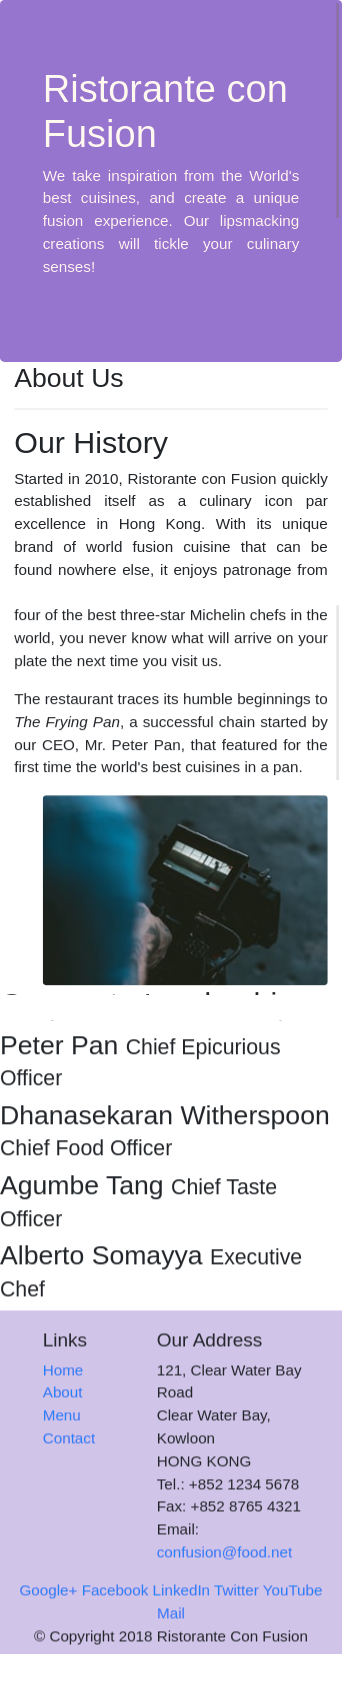 Ristorante con
Fusion
We take inspiration from the World's
best cuisines, and create a unique
fusion experience. Our lipsmacking
creations will tickle your culinary
senses!
About Us
Our History
Started in 2010, Ristorante con Fusion quickly
established itself as a culinary icon par
excellence in Hong Kong. With its unique
brand of world fusion cuisine that can be
found nowhere else, it enjoys patronage from
four of the best three-star Michelin chefs in the
world, you never know what will arrive on your
plate the next time you visit us.
The restaurant traces its humble beginnings to
The Frying Pan, a successful chain started by
our CEO, Mr. Peter Pan, that featured for the
first time the world's best cuisines in a pan.
Peter Pan Chief Epicurious
Officer
Dhanasekaran Witherspoon
Chief Food Officer
Agumbe Tang Chief Taste
Officer
Alberto Somayya Executive
Chef
Links
Home
About
Menu
Contact
Our Address
121, Clear Water Bay
Road
Clear Water Bay,
Kowloon
HONG KONG
Tel.: +852 1234 5678
Fax: +852 8765 4321
Email:
confusion@food.net
Google+ Facebook LinkedIn Twitter YouTube
Mail
© Copyright 2018 Ristorante Con Fusion